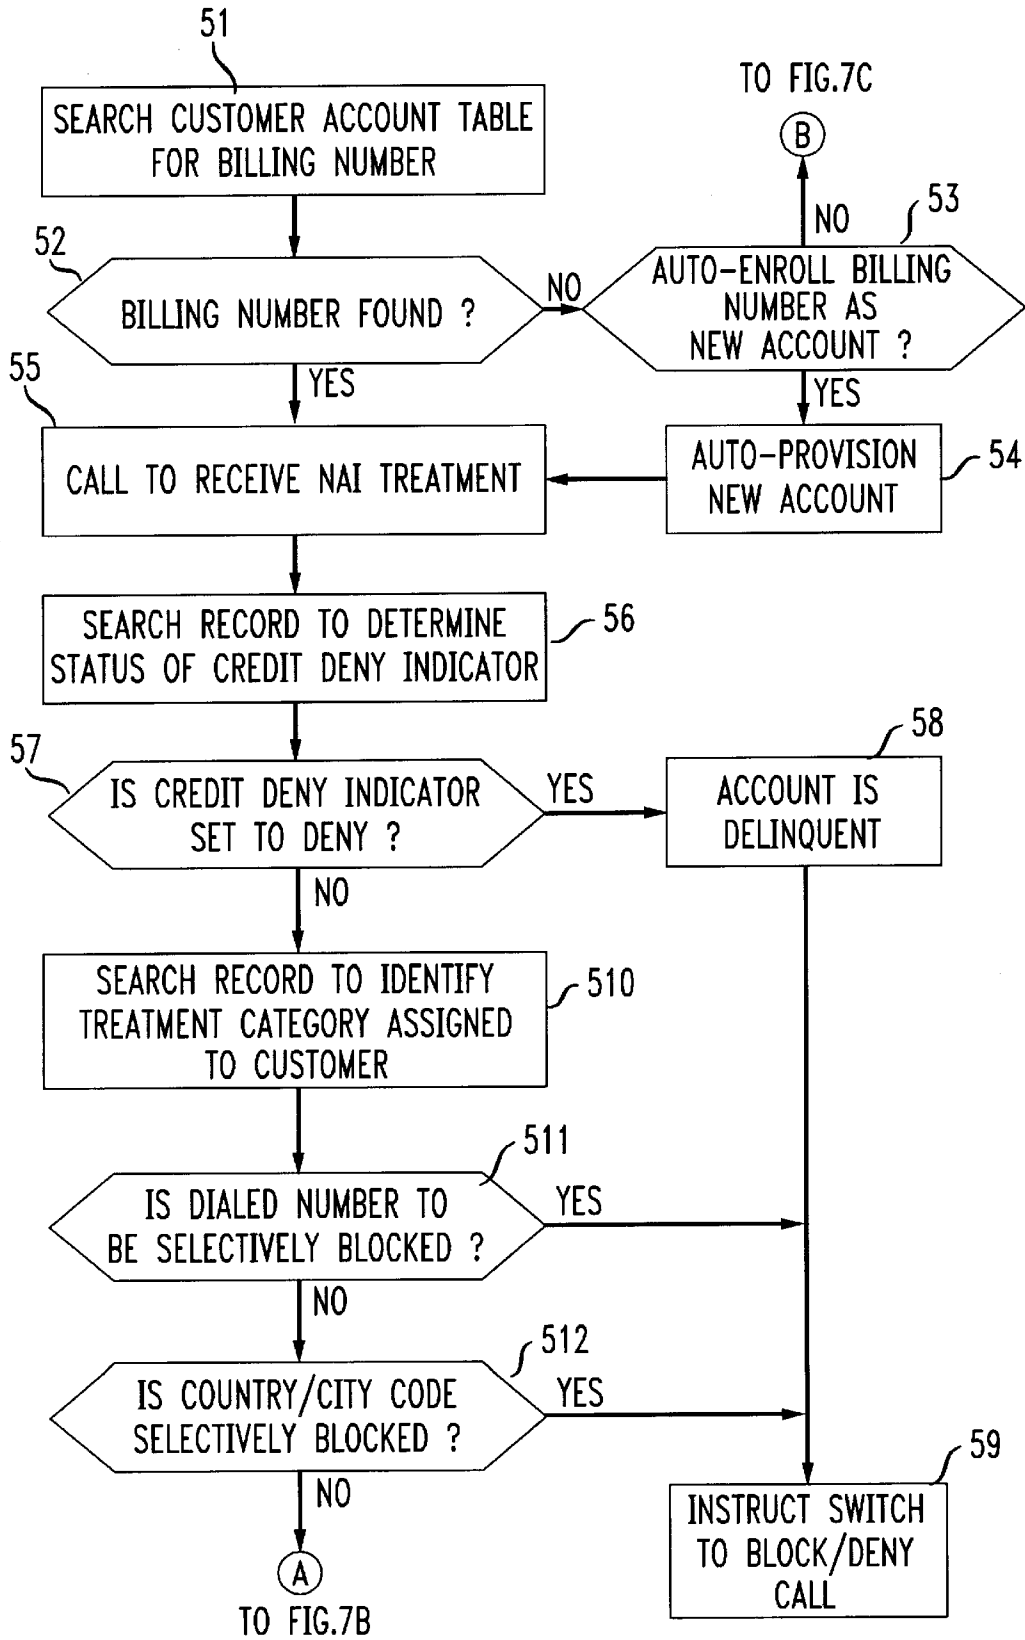 51
SEARCH CUSTOMER ACCOUNT TABLE
FOR BILLING NUMBER
TO FIG.7C
B
NO
53
52
BILLING NUMBER FOUND ?
NO
AUTO-ENROLL BILLING
NUMBER AS
NEW ACCOUNT ?
YES
YES
55
CALL TO RECEIVE NAI TREATMENT
AUTO-PROVISION
NEW ACCOUNT
54
SEARCH RECORD TO DETERMINE
STATUS OF CREDIT DENY INDICATOR
56
57
IS CREDIT DENY INDICATOR
SET TO DENY ?
YES
58
ACCOUNT IS
DELINQUENT
NO
SEARCH RECORD TO IDENTIFY
TREATMENT CATEGORY ASSIGNED
TO CUSTOMER
510
511
IS DIALED NUMBER TO
BE SELECTIVELY BLOCKED ?
YES
NO
512
IS COUNTRY/CITY CODE
SELECTIVELY BLOCKED ?
YES
NO
59
INSTRUCT SWITCH
TO BLOCK/DENY
CALL
A
TO FIG.7B